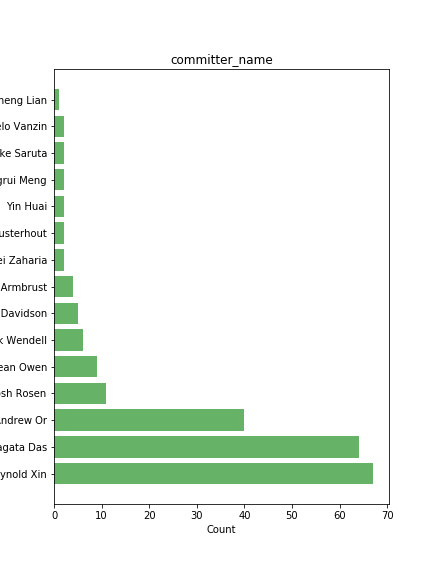 committer_name
heng Lian
elo Vanzin
ke Saruta
grui Meng
Yin Huai
usterhout
ei Zaharia
Armbrust
Davidson
k Wendell
ean Owen
osh Rosen
Andrew Or
agata Das
ynold Xin
0 10 20 30 40 50 60 70
Count